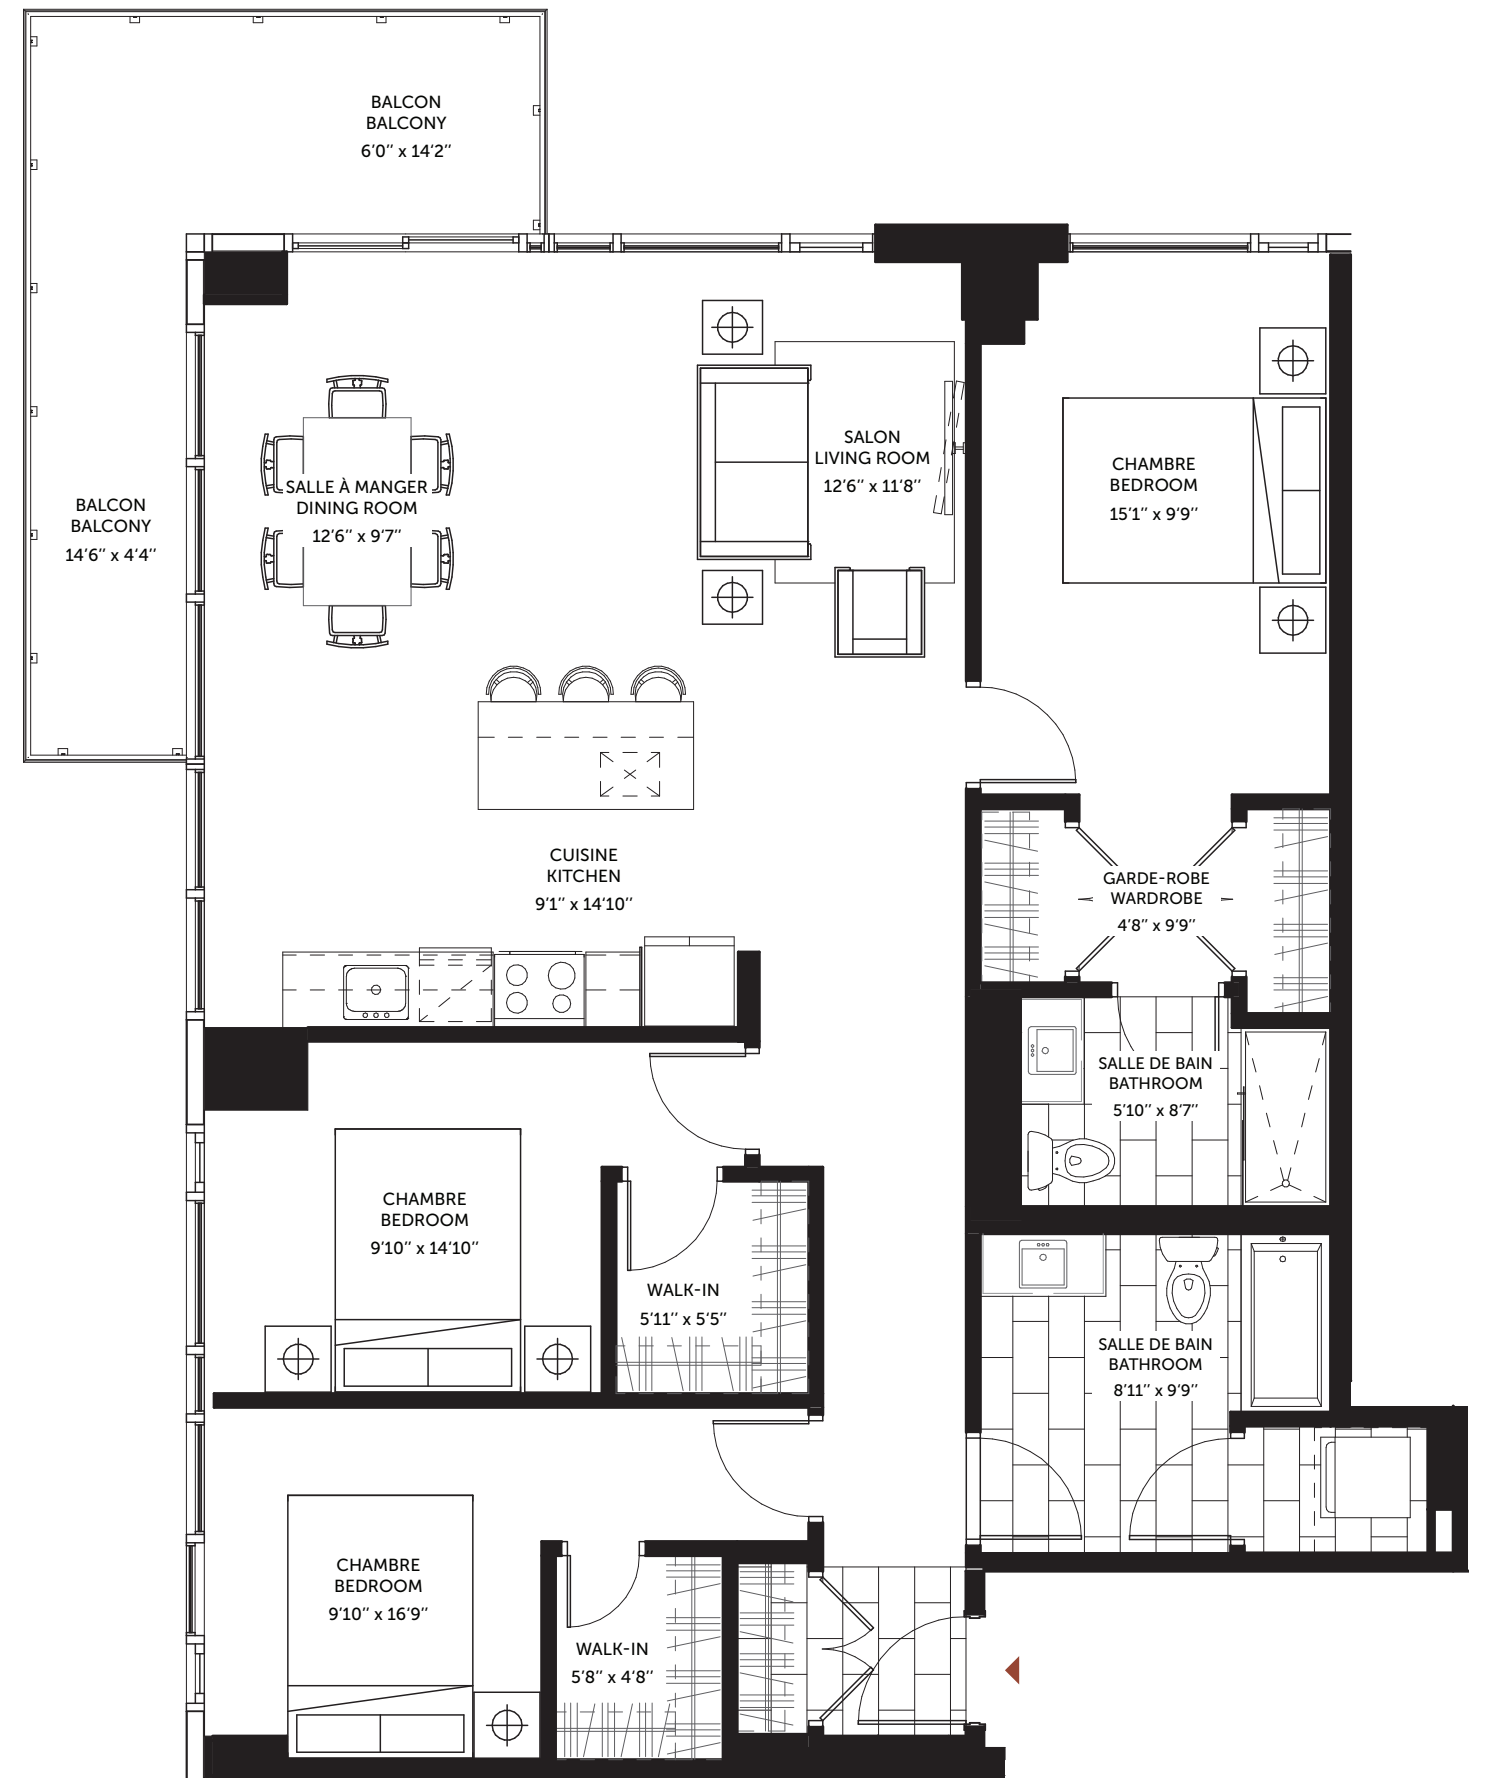 BALCON
BALCONY
6'0'' x 14'2''
SALON
LIVING ROOM
12'6'' x 11'8''
CHAMBRE
BEDROOM
15'1'' x 9'9''
SALLE À MANGER
DINING ROOM
12'6'' x 9'7''
BALCON
BALCONY
14'6'' x 4'4''
CUISINE
KITCHEN
9'1'' x 14'10''
GARDE-ROBE
WARDROBE
4'8'' x 9'9''
SALLE DE BAIN
BATHROOM
5'10'' x 8'7''
CHAMBRE
BEDROOM
9'10'' x 14'10''
WALK-IN
5'11'' x 5'5''
SALLE DE BAIN
BATHROOM
8'11'' x 9'9''
CHAMBRE
BEDROOM
9'10'' x 16'9''
WALK-IN
5'8'' x 4'8''